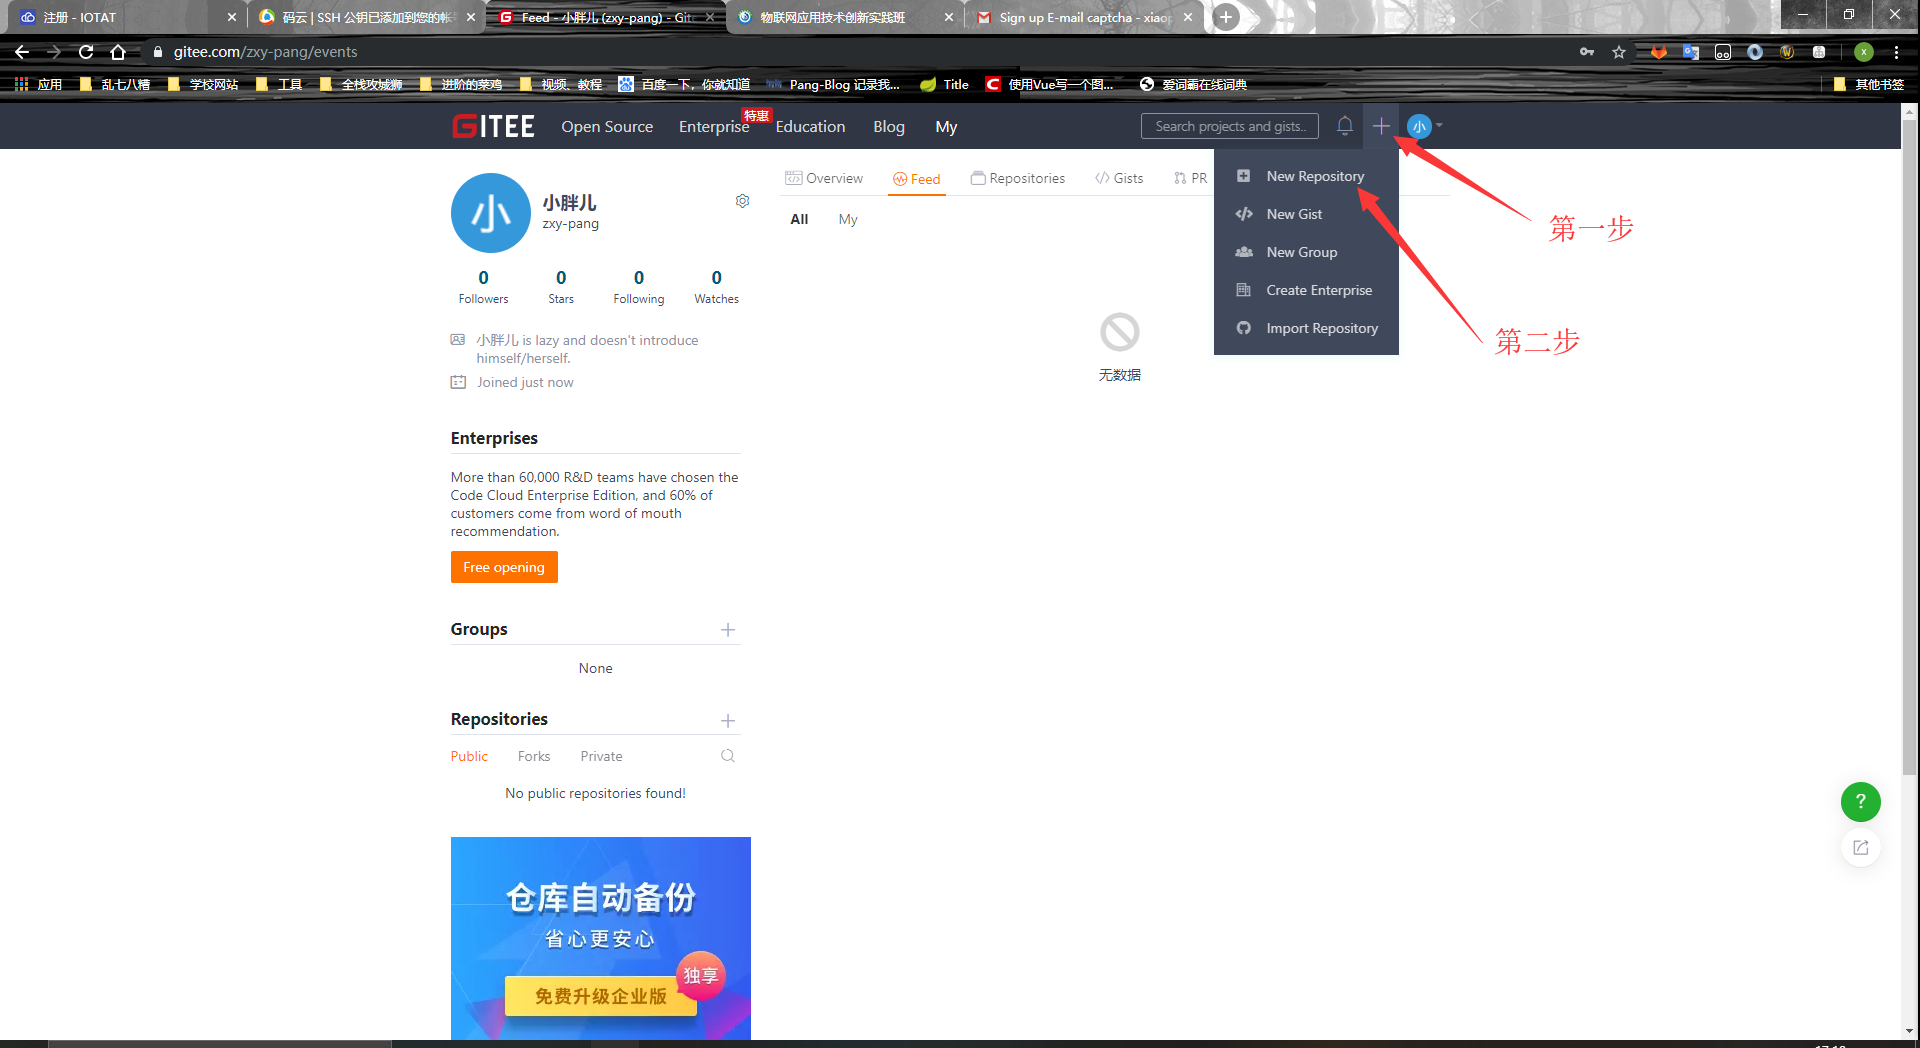 注册 - IOTAT
码云 | SSH 公钥已添加到您的帐
Feed - 小胖儿 (zxy-pang) - Git
物联网应用技术创新实践班
Sign up E-mail captcha - xiaop
gitee.com/zxy-pang/events
应用
乱七八糟
学校网站
工具
全栈攻城狮
进阶的菜鸡
视频、教程
百度一下，你就知道
Pang-Blog 记录我...
Title
使用Vue写一个图...
爱词霸在线词典
其他书签
GITEE
Open Source
Enterprise
特惠
Education
Blog
My
Search projects and gists..
小
小
小胖儿
zxy-pang
0
0
0
0
Followers
Stars
Following
Watches
小胖儿 is lazy and doesn't introduce
himself/herself.
Joined just now
Overview
Feed
Repositories
Gists
PR
All
My
New Repository
New Gist
New Group
Create Enterprise
Import Repository
第一步
第二步
无数据
Enterprises
More than 60,000 R&D teams have chosen the
Code Cloud Enterprise Edition, and 60% of
customers come from word of mouth
recommendation.
Free opening
Groups
None
Repositories
Public
Forks
Private
No public repositories found!
仓库自动备份
省心更安心
独享
免费升级企业版
?